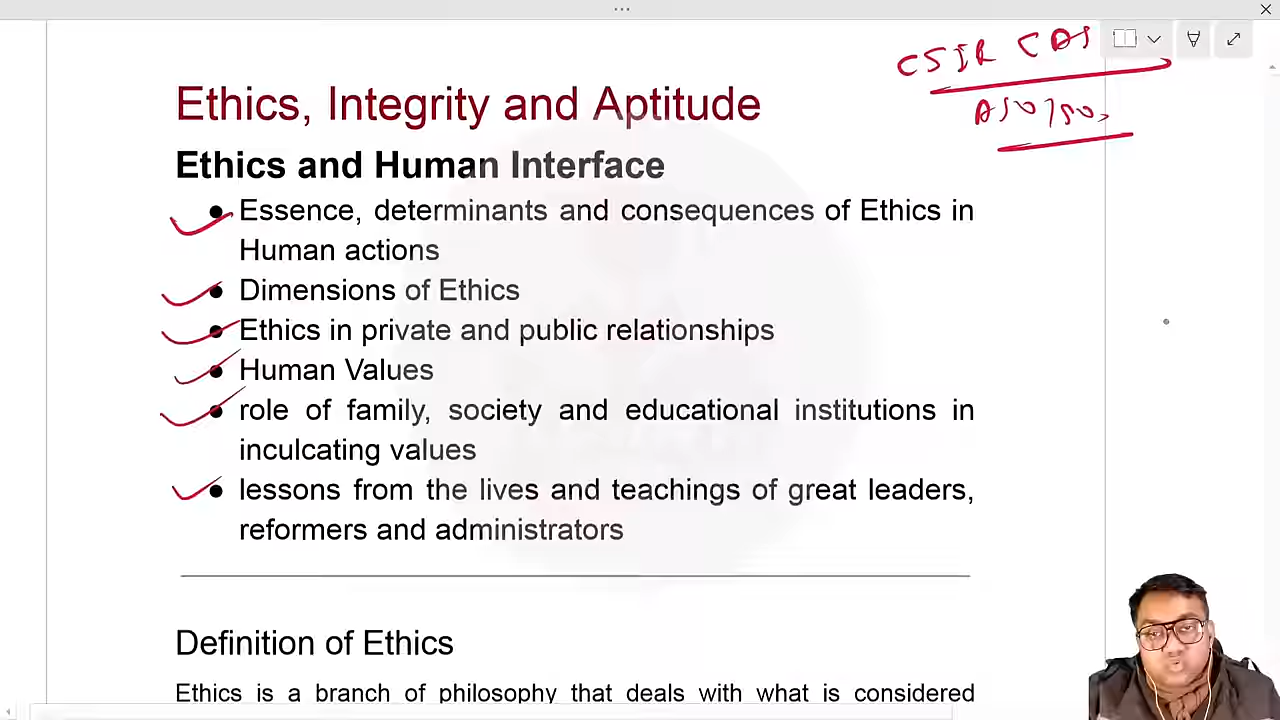 CSIR CAS
ASO/SO
Ethics, Integrity and Aptitude
Ethics and Human Interface
● Essence, determinants and consequences of Ethics in
Human actions
● Dimensions of Ethics
● Ethics in private and public relationships
● Human Values
● role of family, society and educational institutions in
inculcating values
● lessons from the lives and teachings of great leaders,
reformers and administrators
Definition of Ethics
Ethics is a branch of philosophy that deals with what is considered